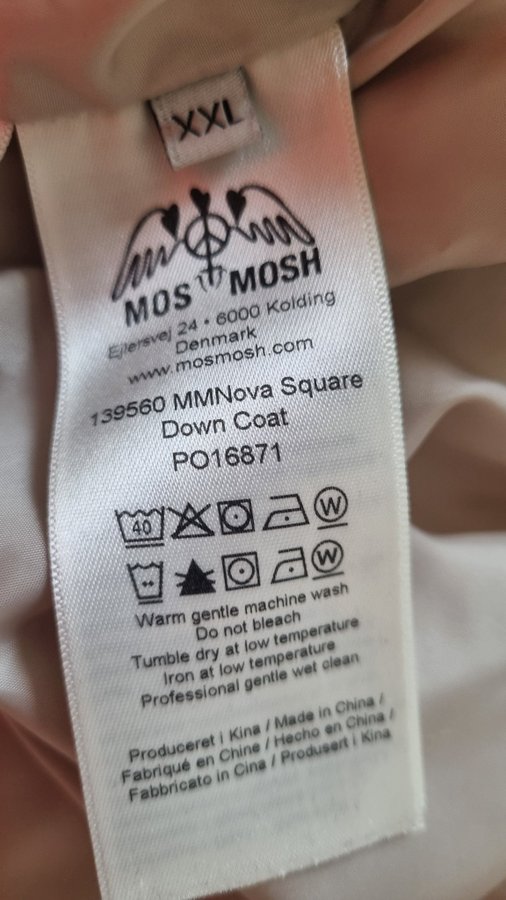 XXL
MOS MOSH
Ejlersvej 24 • 6000 Kolding
Denmark
www.mosmosh.com
139560 MMNova Square
Down Coat
PO16871
40 W
W
Warm gentle machine wash
Do not bleach
Tumble dry at low temperature
Iron at low temperature
Professional gentle wet clean
Produceret i Kina / Made in China /
Fabriqué en Chine / Hecho en China /
Fabbricato in Cina / Produsert i Kina